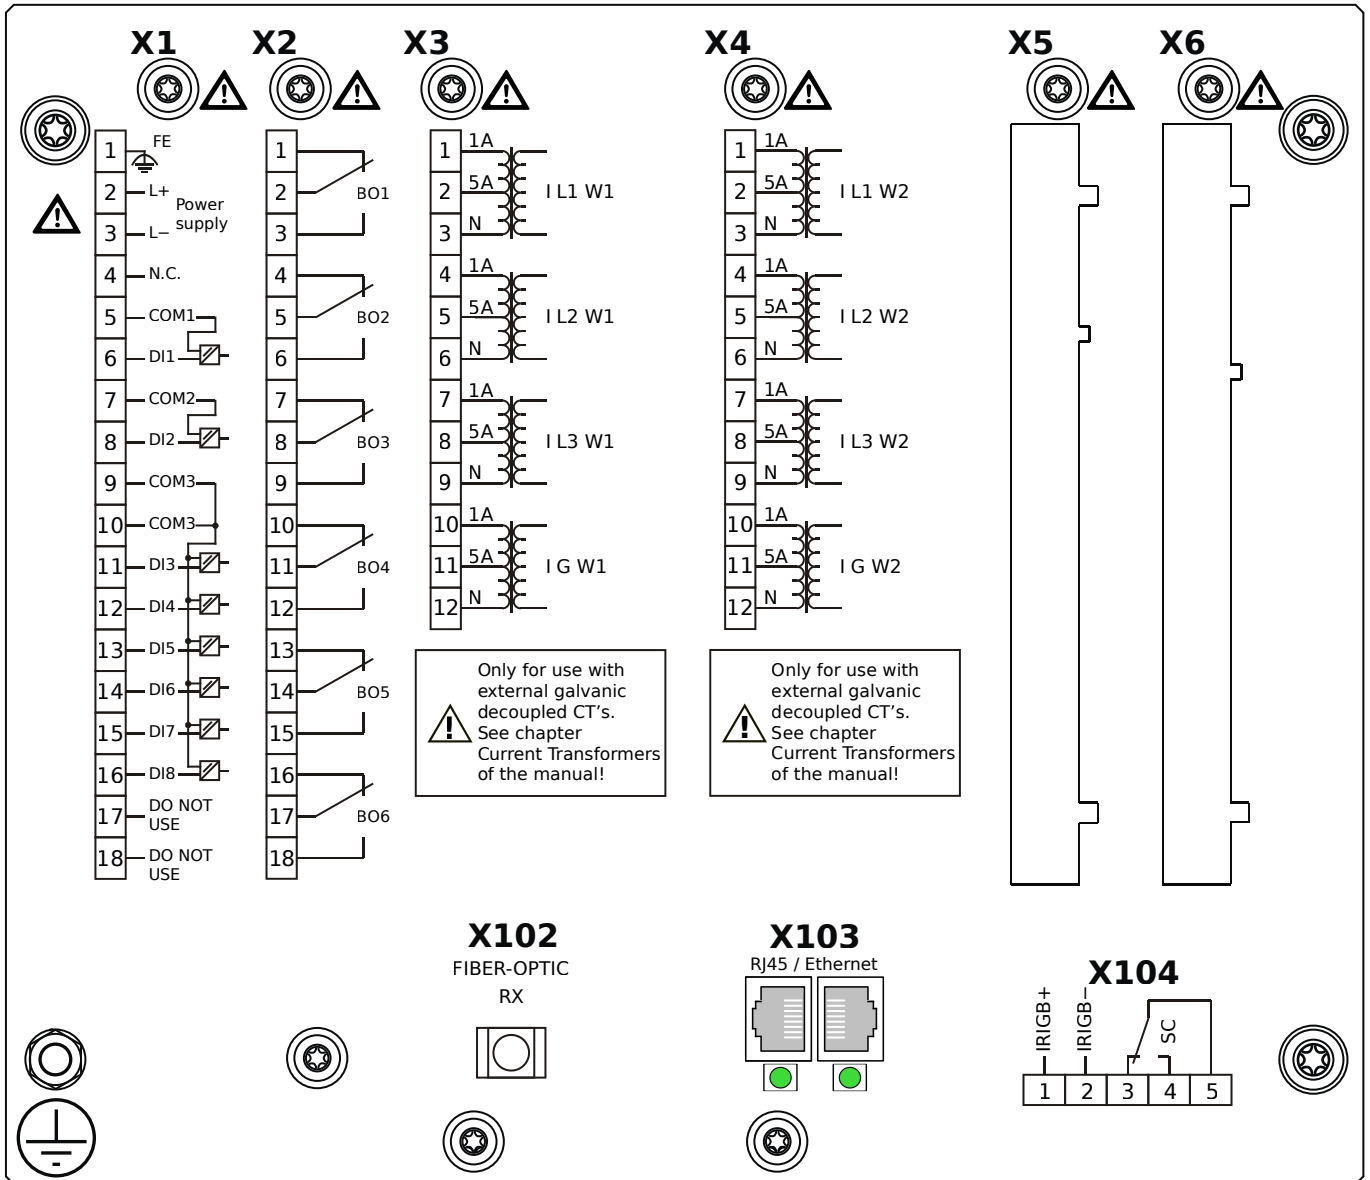 X1 X2 X3 X4 X5 X6
1 FE
2 L+
Power
supply
3 L−
4 N.C.
5 COM1
6 DI1
7 COM2
8 DI2
9 COM3
10 COM3
11 DI3
12 DI4
13 DI5
14 DI6
15 DI7
16 DI8
17 DO NOT
USE
18 DO NOT
USE
1
2 BO1
3
4
5 BO2
6
7
8 BO3
9
10
11 BO4
12
13
14 BO5
15
16
17 BO6
18
1 1A
2 5A I L1 W1
3 N
4 1A
5 5A I L2 W1
6 N
7 1A
8 5A I L3 W1
9 N
10 1A
11 5A I G W1
12 N
Only for use with
external galvanic
decoupled CT's.
See chapter
Current Transformers
of the manual!
1 1A
2 5A I L1 W2
3 N
4 1A
5 5A I L2 W2
6 N
7 1A
8 5A I L3 W2
9 N
10 1A
11 5A I G W2
12 N
Only for use with
external galvanic
decoupled CT's.
See chapter
Current Transformers
of the manual!
X102
FIBER-OPTIC
RX
X103
RJ45 / Ethernet
X104
IRIGB+
IRIGB−
SC
1 2 3 4 5